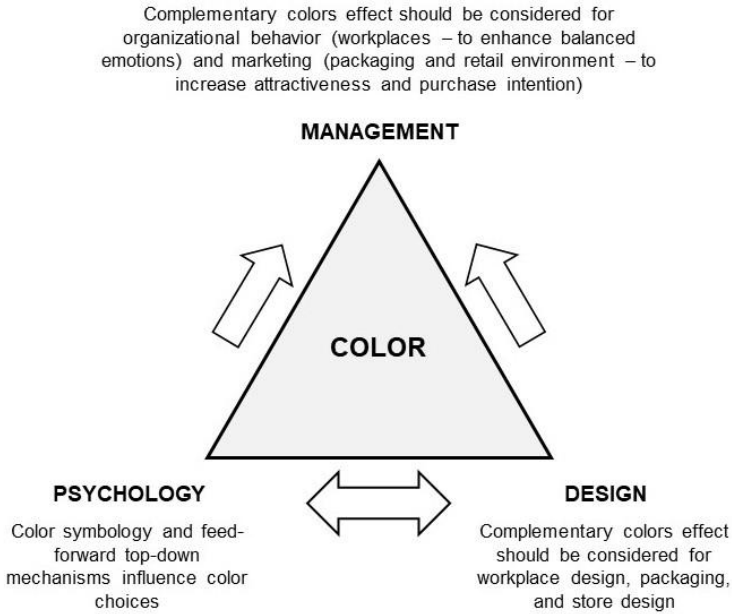 Complementary colors effect should be considered for
organizational behavior (workplaces – to enhance balanced
emotions) and marketing (packaging and retail environment – to
increase attractiveness and purchase intention)
MANAGEMENT
COLOR
PSYCHOLOGY
Color symbology and feed-
forward top-down
mechanisms influence color
choices
DESIGN
Complementary colors effect
should be considered for
workplace design, packaging,
and store design